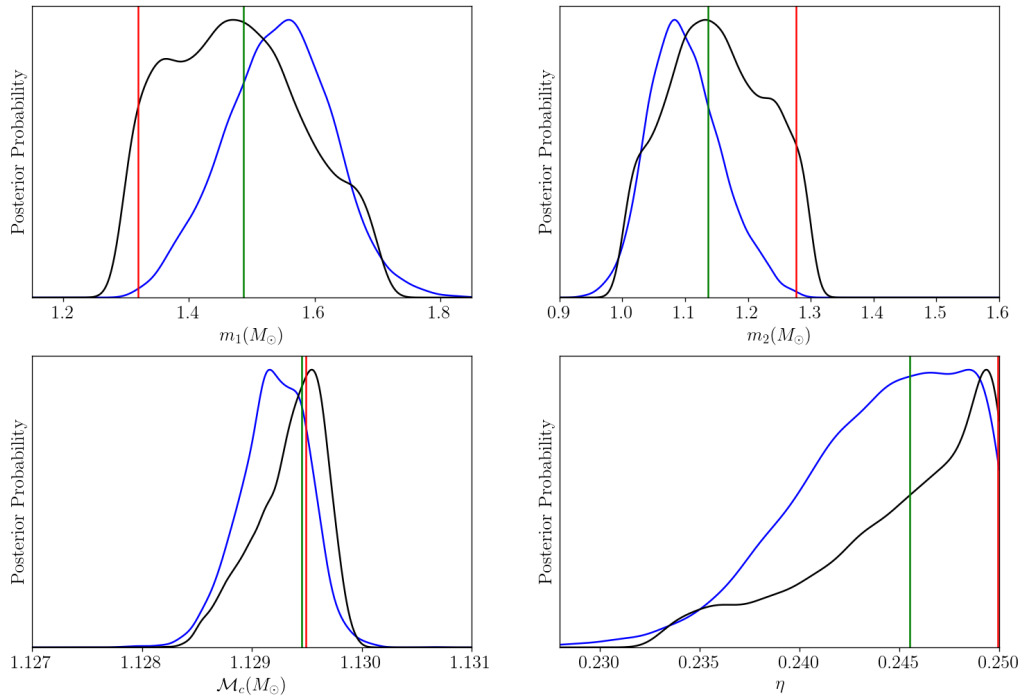 Posterior Probability
1.2 1.4 1.6 1.8
m₁(M⊙)
Posterior Probability
0.9 1.0 1.1 1.2 1.3 1.4 1.5 1.6
m₂(M⊙)
Posterior Probability
1.127 1.128 1.129 1.130 1.131
ℳc(M⊙)
Posterior Probability
0.230 0.235 0.240 0.245 0.250
η